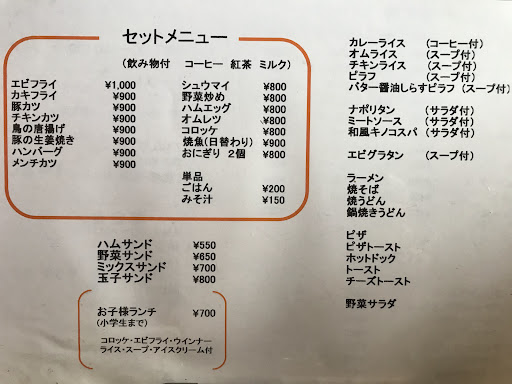 セットメニュー
（飲み物付　コーヒー　紅茶　ミルク）
エビフライ　¥1,000
カキフライ　¥900
豚カツ　¥900
チキンカツ　¥900
鳥の唐揚げ　¥900
豚の生姜焼き　¥900
ハンバーグ　¥900
メンチカツ　¥900
シュウマイ　¥800
野菜炒め　¥800
ハムエッグ　¥800
オムレツ　¥800
コロッケ　¥800
焼魚（日替わり）　¥900
おにぎり　２個　¥800
単品
ごはん　¥200
みそ汁　¥150
ハムサンド　¥550
野菜サンド　¥650
ミックスサンド　¥700
玉子サンド　¥800
お子様ランチ　¥700
（小学生まで）
コロッケ・エビフライ・ウインナー
ライス・スープ・アイスクリーム付
カレーライス　（コーヒー付）
オムライス　（スープ付）
チキンライス　（スープ付）
ピラフ　（スープ付）
バター醤油しらすピラフ（スープ付）
ナポリタン　（サラダ付）
ミートソース　（サラダ付）
和風キノコスパ　（サラダ付）
エビグラタン　（スープ付）
ラーメン
焼そば
焼うどん
鍋焼きうどん
ピザ
ピザトースト
ホットドック
トースト
チーズトースト
野菜サラダ